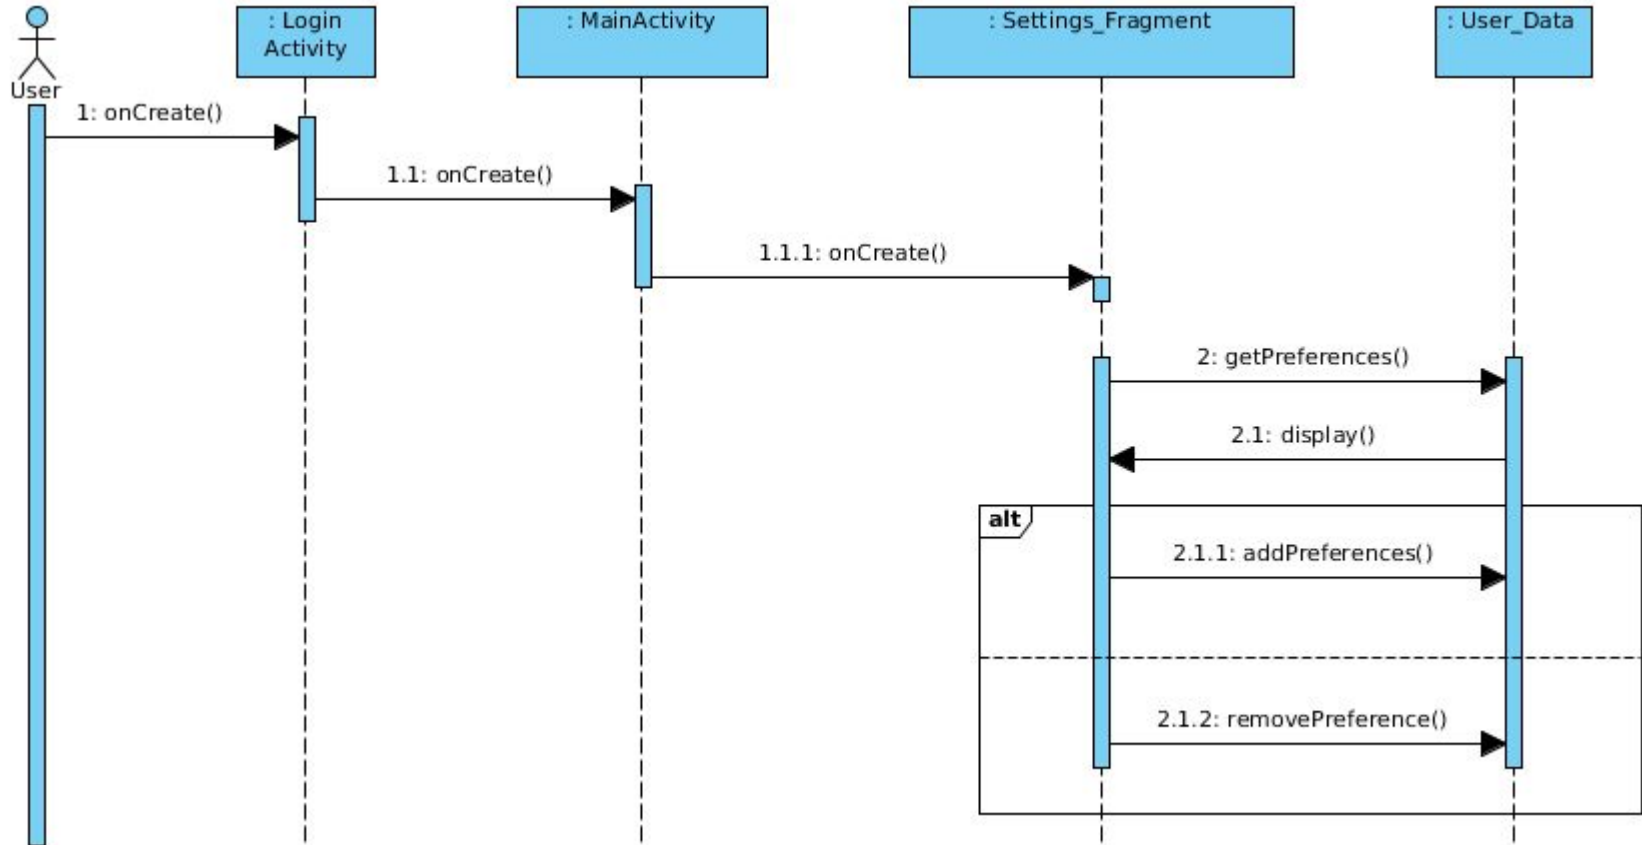 : Login
Activity
: MainActivity
: Settings_Fragment
: User_Data
User
1: onCreate()
1.1: onCreate()
1.1.1: onCreate()
2: getPreferences()
2.1: display()
alt
2.1.1: addPreferences()
2.1.2: removePreference()